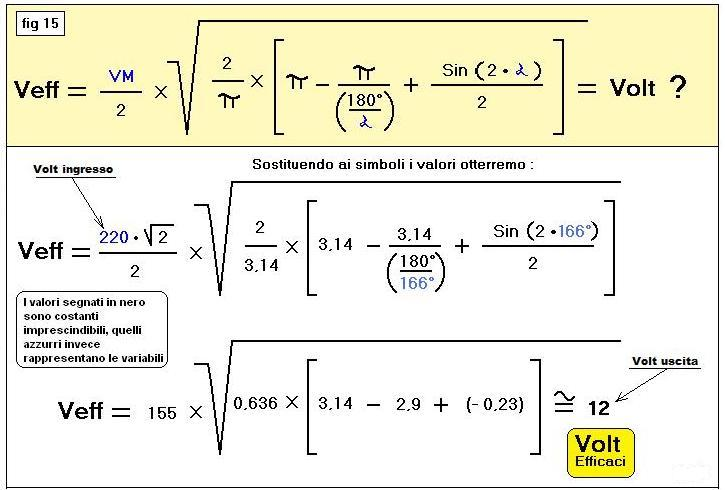 fig 15
Veff = VM / 2 × √ 2 / π × [ π − π / (180° / α) + Sin (2 • α) / 2 ] = Volt ?
Volt ingresso
Sostituendo ai simboli i valori otterremo :
Veff = 220 • √2 / 2 × √ 2 / 3,14 × [ 3,14 − 3,14 / (180° / 166°) + Sin (2 • 166°) / 2 ]
I valori segnati in nero
sono costanti
imprescindibili, quelli
azzurri invece
rappresentano le variabili
Volt uscita
Veff = 155 × √ 0,636 × [ 3,14 − 2,9 + (- 0,23) ] ≅ 12
Volt
Efficaci